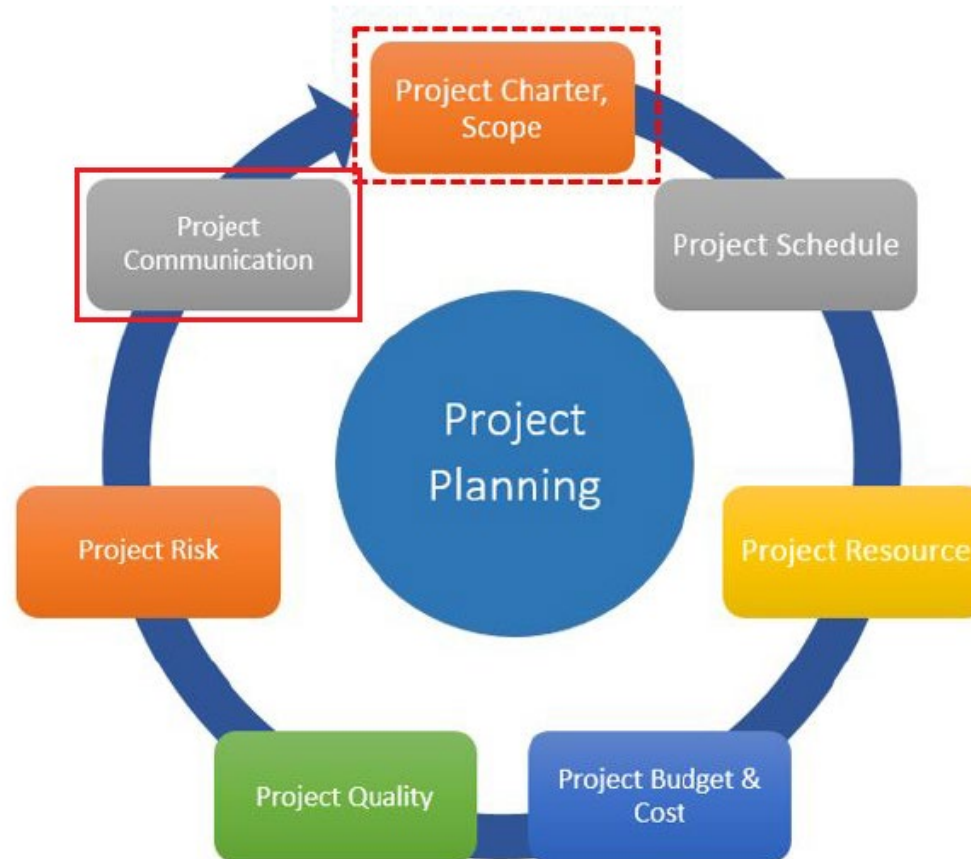 Project Charter,
Scope
Project Schedule
Project Resource
Project Budget &
Cost
Project Quality
Project Risk
Project
Communication
Project
Planning